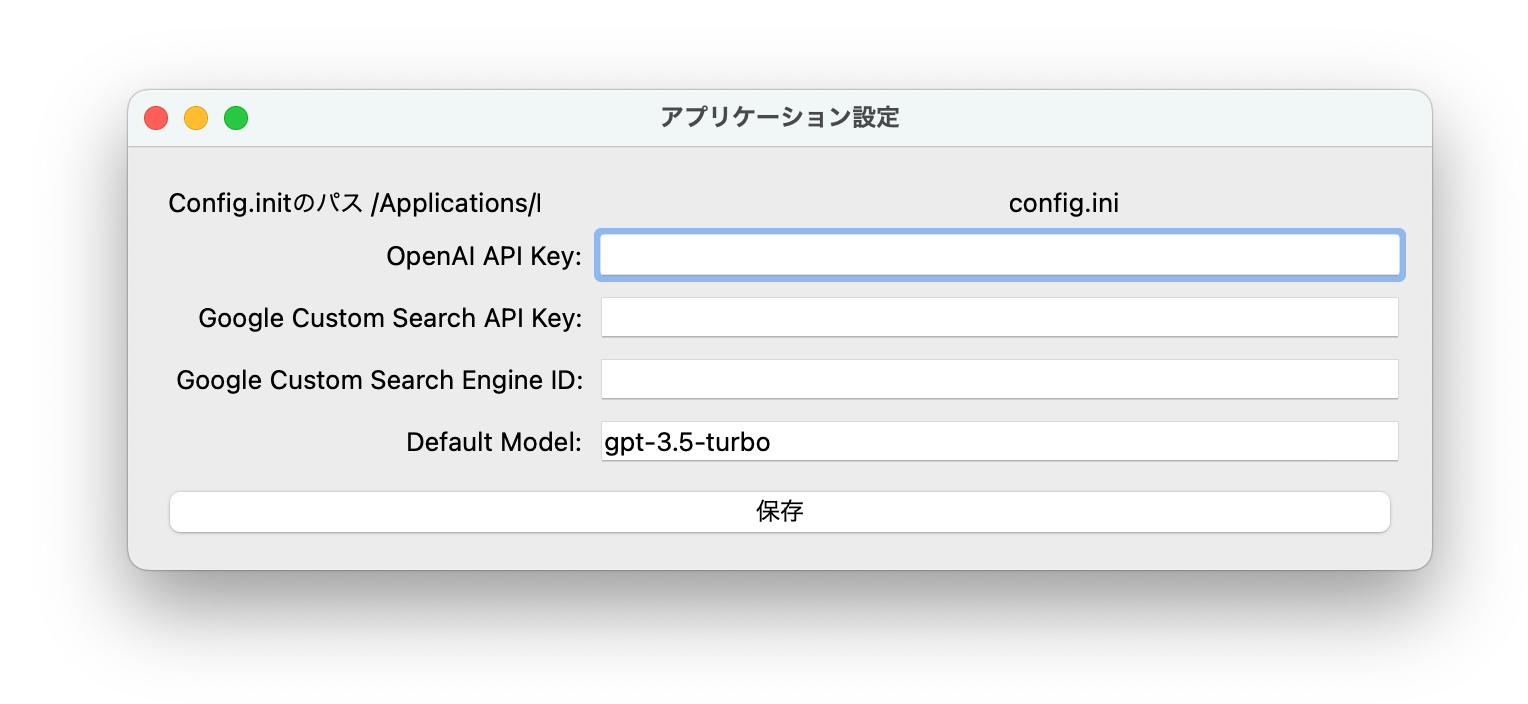 アプリケーション設定
Config.initのパス /Applications/ config.ini
OpenAI API Key:
Google Custom Search API Key:
Google Custom Search Engine ID:
Default Model: gpt-3.5-turbo
保存